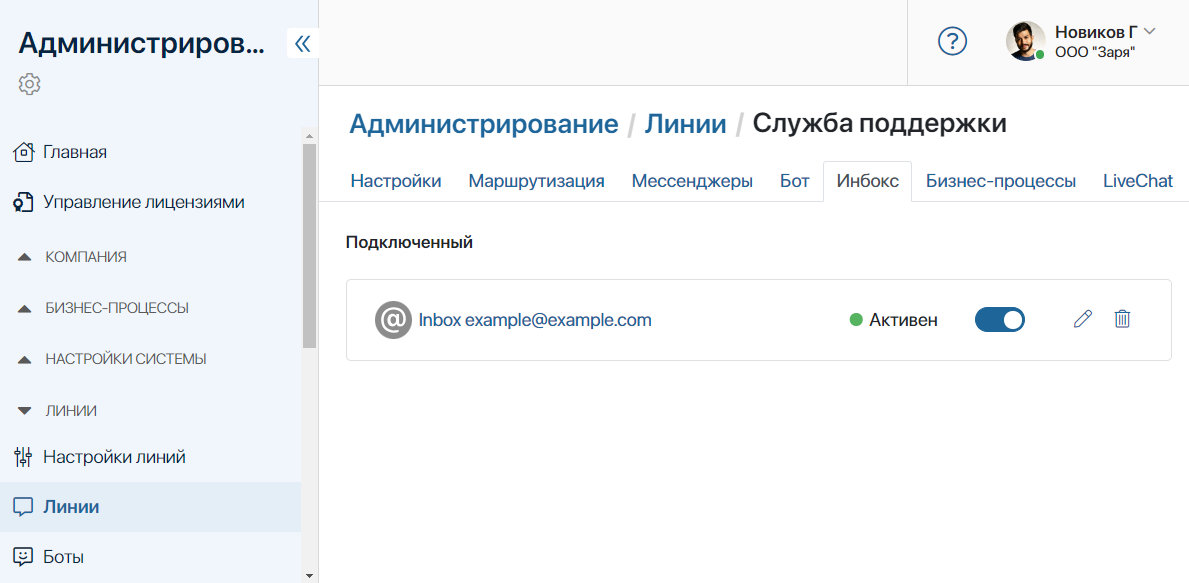 Администриров...
Главная
Управление лицензиями
КОМПАНИЯ
БИЗНЕС-ПРОЦЕССЫ
НАСТРОЙКИ СИСТЕМЫ
ЛИНИИ
Настройки линий
Линии
Боты
?
Новиков Г
ООО "Заря"
Администрирование / Линии / Служба поддержки
Настройки Маршрутизация Мессенджеры Бот Инбокс Бизнес-процессы LiveChat
Подключенный
@ Inbox example@example.com Активен